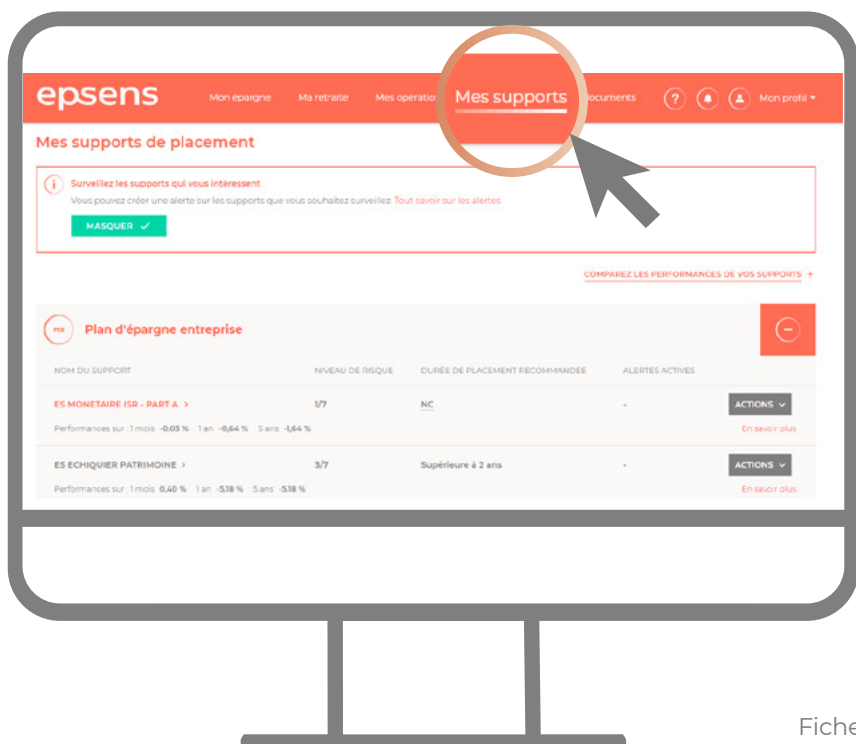 epsens
Mon épargne Ma retraite Mes opération Mes supports ocuments ? Mon profil
Mes supports de placement
i Surveillez les supports qui vous intéressent
Vous pouvez créer une alerte sur les supports que vous souhaitez surveillez. Tout savoir sur les alertes
MASQUER
COMPAREZ LES PERFORMANCES DE VOS SUPPORTS +
PEE Plan d'épargne entreprise
NOM DU SUPPORT NIVEAU DE RISQUE DURÉE DE PLACEMENT RECOMMANDÉE ALERTES ACTIVES
ES MONETAIRE ISR - PART A > 1/7 NC - ACTIONS
Performances sur : 1 mois -0,03 % 1 an -0,64 % 5 ans -1,64 % En savoir plus
ES ECHIQUIER PATRIMOINE > 3/7 Supérieure à 2 ans - ACTIONS
Performances sur : 1 mois 0,40 % 1 an -5,18 % 5 ans -5,18 % En savoir plus
Fiche